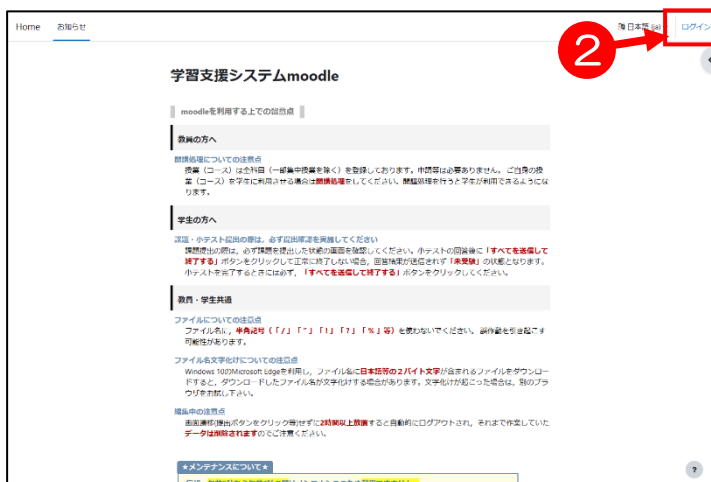 Home お知らせ 日本語 (ja) ログイン
2
学習支援システムmoodle
moodleを利用する上での留意点
教員の方へ
開講処理についての注意点
授業（コース）は全科目（一部集中授業を除く）を登録しております。申請等は必要ありません。ご自身の授
業（コース）を学生に利用させる場合は開講処理をしてください。開講処理を行うと学生が利用できるようにな
ります。
学生の方へ
課題・小テスト提出の際は、必ず提出確認を実施してください
課題提出の際は、必ず課題を提出した状態の画面を確認してください。小テストの回答後に「すべてを送信して
終了する」ボタンをクリックして正常に終了しない場合，回答結果が送信されず「未受験」の状態となります。
小テストを完了するときには必ず，「すべてを送信して終了する」ボタンをクリックしてください。
教員・学生共通
ファイルについての注意点
ファイル名に，半角記号（「/」「"」「!」「?」「%」等）を使わないでください。誤作動を引き起こす
可能性があります。
ファイル名文字化けについての注意点
Windows 10のMicrosoft Edgeを利用し，ファイル名に日本語等の２バイト文字が含まれるファイルをダウンロー
ドすると，ダウンロードしたファイル名が文字化けする場合があります。文字化けが起こった場合は，別のブラ
ウザをお試し下さい。
編集中の注意点
画面遷移(提出ボタンをクリック等)せずに2時間以上放置すると自動的にログアウトされ，それまで作業していた
データは削除されますのでご注意ください。
★メンテナンスについて★
?